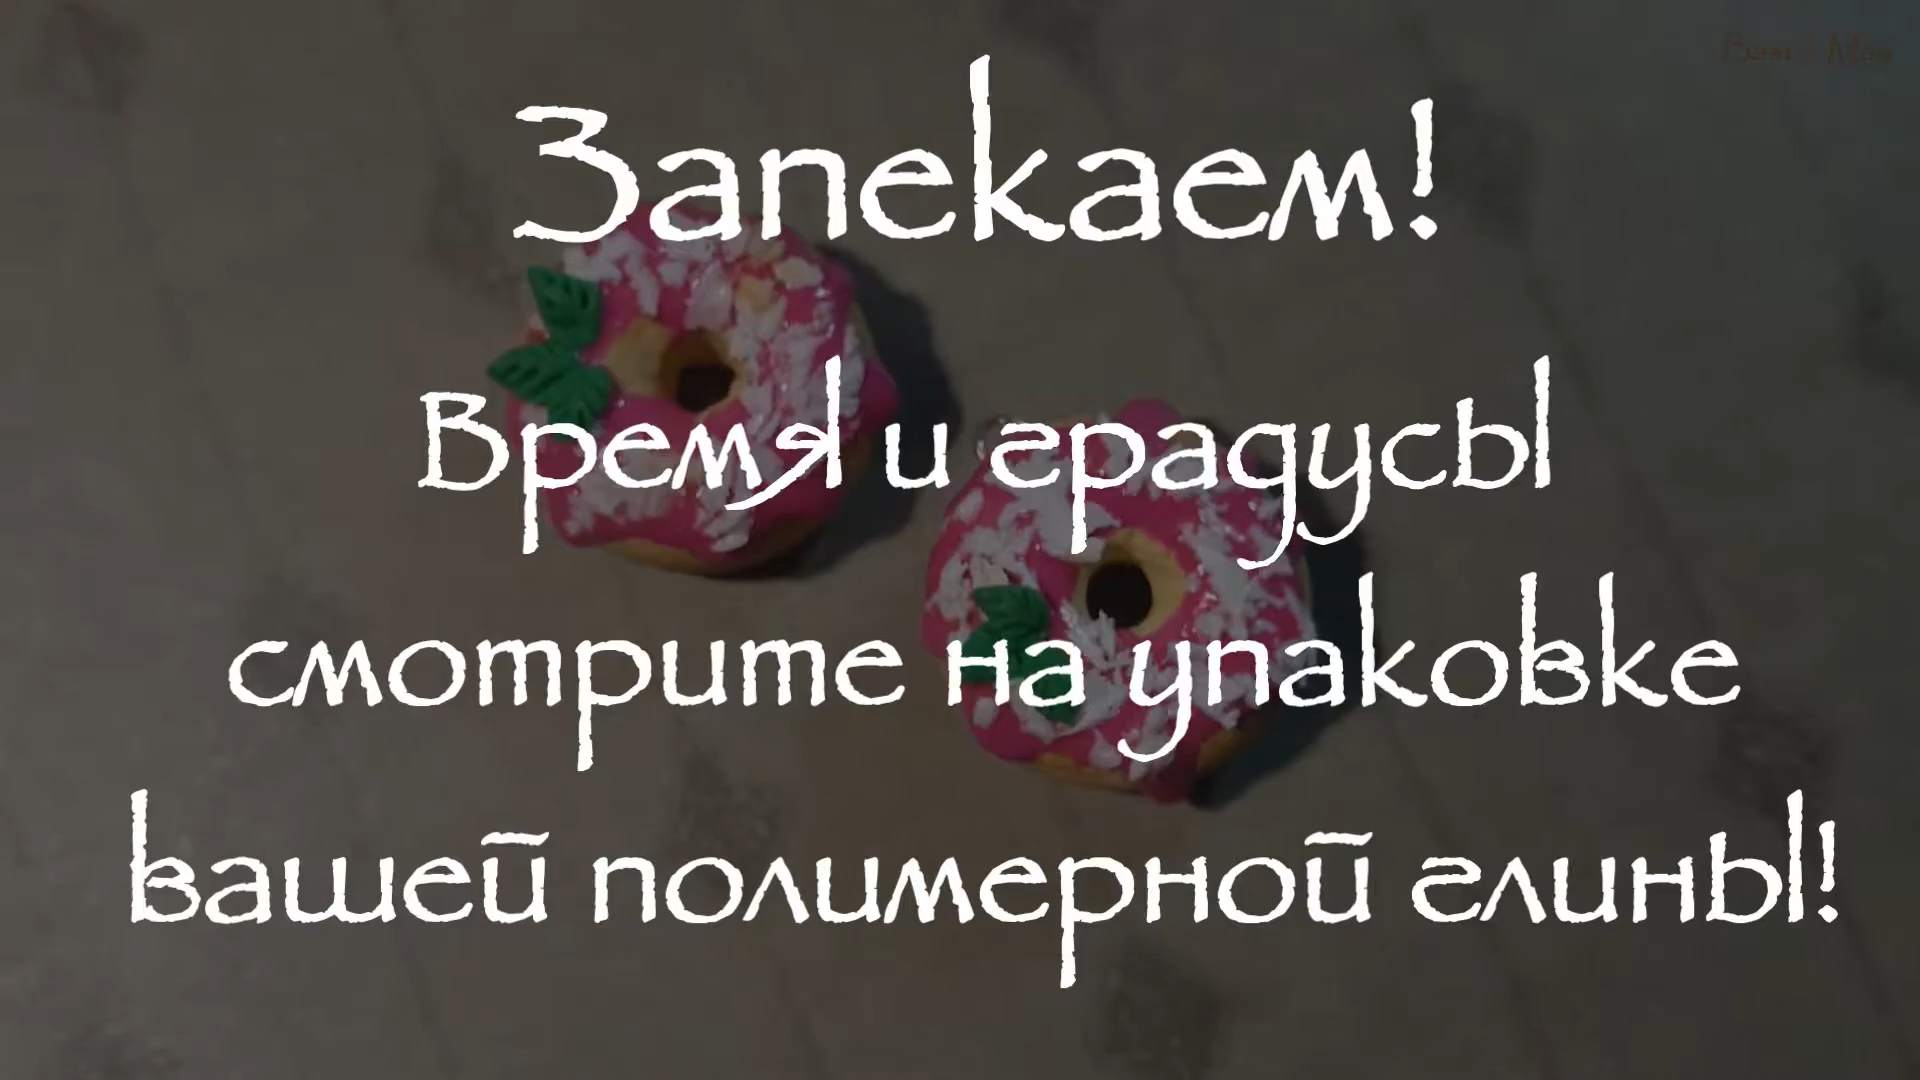 Запекаем!
Время и градусы
смотрите на упаковке
вашей полимерной глины!